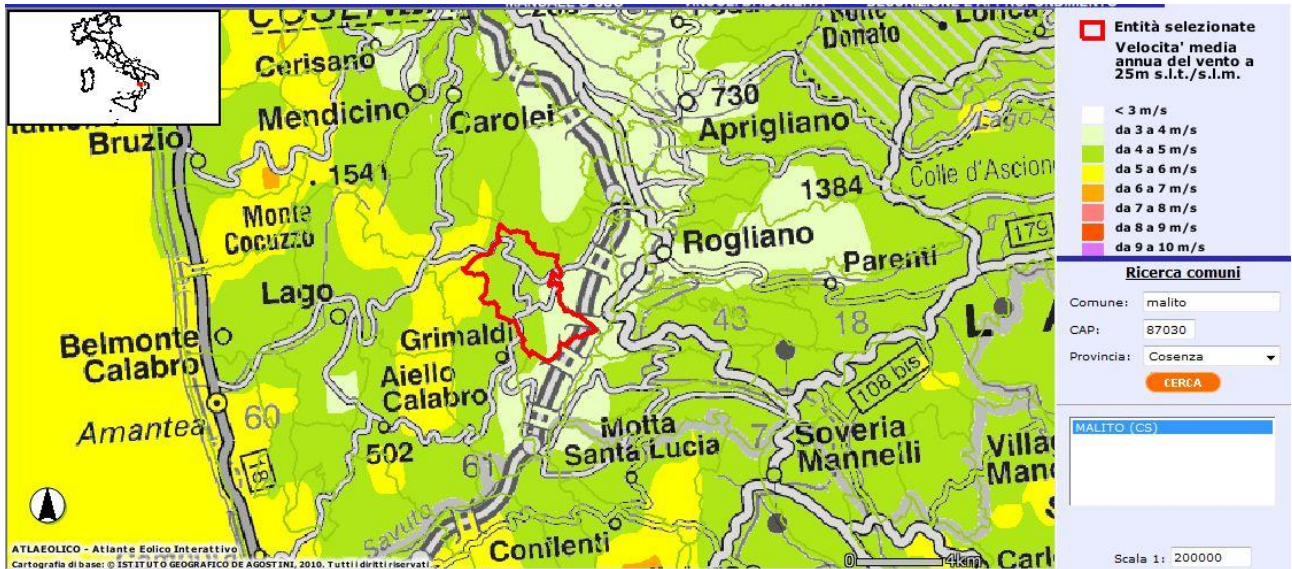 Cerisano
Mendicino
Carolei
730
Aprigliano
Donato
Bruzio
1541
1384
Colle d'Ascion
Monte
Cocuzzo
Rogliano
179
Parenti
Lago
Grimaldi
43
18
Belmonte
Calabro
Aiello
Calabro
108 bis
60
Amantea
502
18
61
Motta
Santa Lucia
7
Soveria
Mannelli
Savuto
Conilenti
0
4km
ATLAEOLICO - Atlante Eolico Interattivo
Cartografia di base: © ISTITUTO GEOGRAFICO DE AGOSTINI, 2010. Tutti i diritti riservati.
Entità selezionate
Velocita' media
annua del vento a
25m s.l.t./s.l.m.
< 3 m/s
da 3 a 4 m/s
da 4 a 5 m/s
da 5 a 6 m/s
da 6 a 7 m/s
da 7 a 8 m/s
da 8 a 9 m/s
da 9 a 10 m/s
Ricerca comuni
Comune: malito
CAP: 87030
Provincia: Cosenza
CERCA
MALITO (CS)
Scala 1: 200000